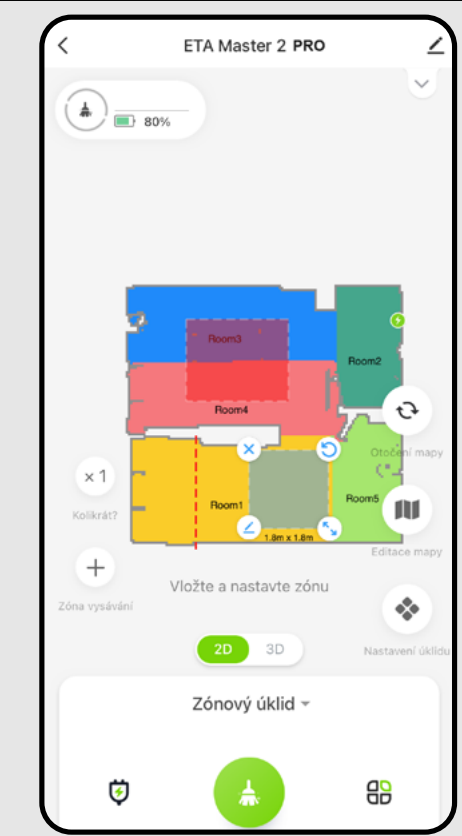 ETA Master 2 PRO
80%
Room3
Room2
Room4
Otočení mapy
× 1
Room1
Room5
Kolikrát?
1.8m x 1.8m
Editace mapy
Vložte a nastavte zónu
Zóna vysávání
2D 3D
Nastavení úklidu
Zónový úklid